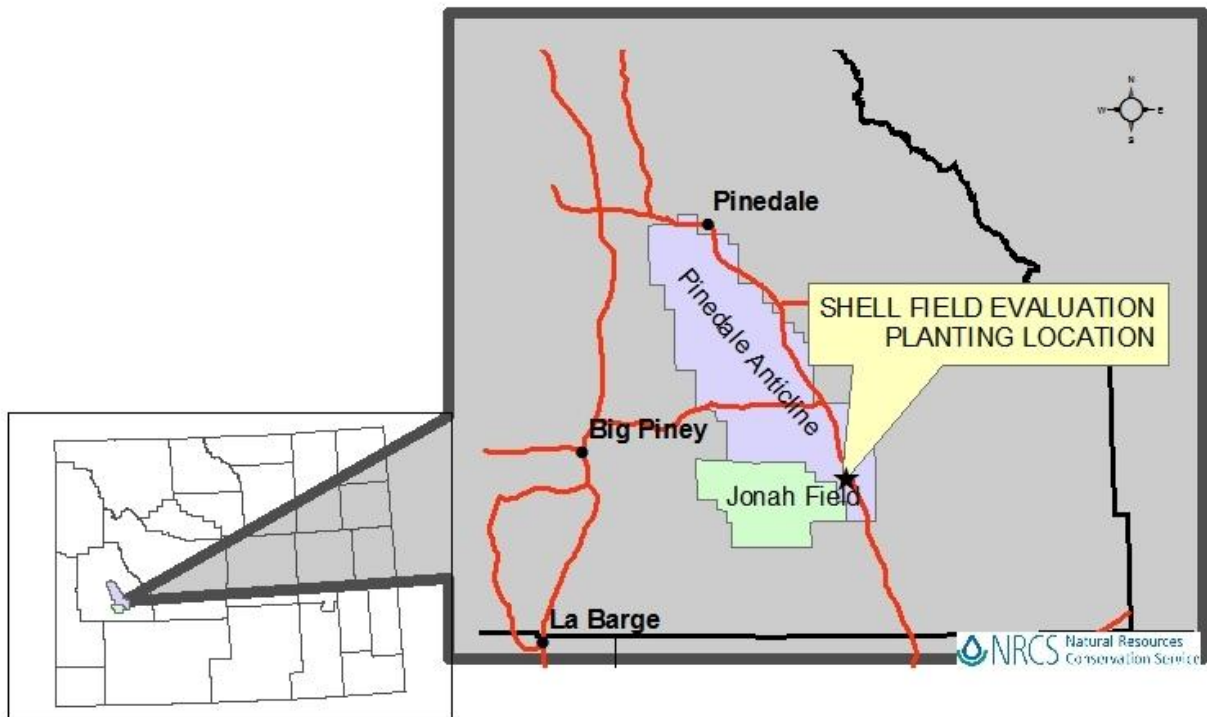 N
W E
S
Pinedale
SHELL FIELD EVALUATION
PLANTING LOCATION
Pinedale Anticline
Big Piney
Jonah Field
La Barge
NRCS Natural Resources
Conservation Service